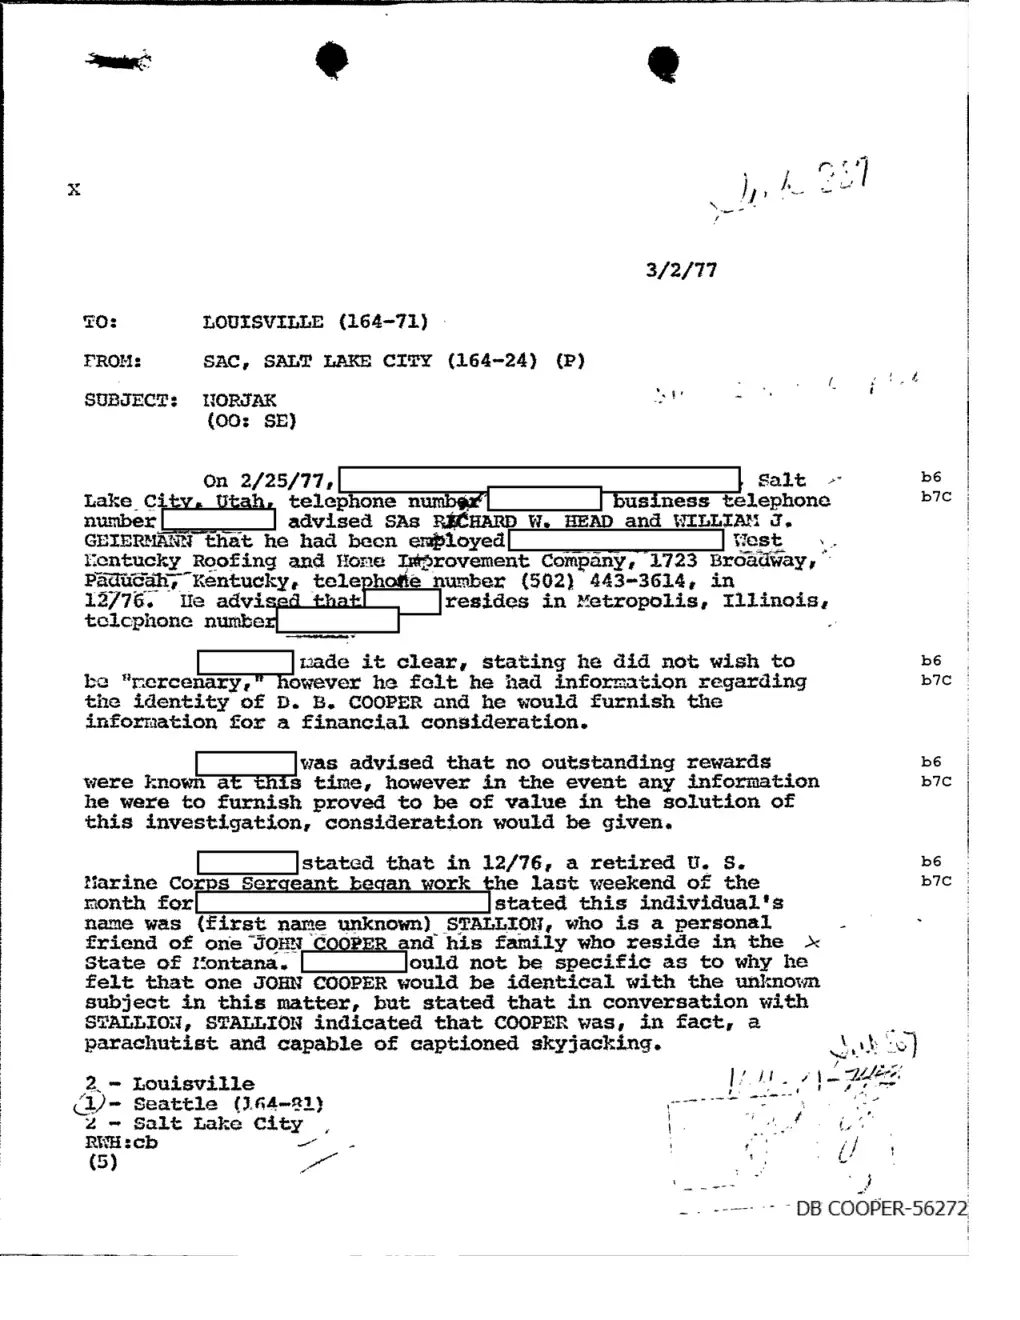 X
Sub 307
3/2/77
TO: LOUISVILLE (164-71)
FROM: SAC, SALT LAKE CITY (164-24) (P)
SUBJECT: NORJAK
(OO: SE)
On 2/25/77, Salt b6
Lake City, Utah, telephone number business telephone b7C
number advised SAs RICHARD W. HEAD and WILLIAM J.
GEIERMANN that he had been employed West
Kentucky Roofing and Home Improvement Company, 1723 Broadway,
Paducah, Kentucky, telephone number (502) 443-3614, in
12/76. He advised that resides in Metropolis, Illinois,
telephone number
made it clear, stating he did not wish to b6
be "mercenary," however he felt he had information regarding b7C
the identity of D. B. COOPER and he would furnish the
information for a financial consideration.
was advised that no outstanding rewards b6
were known at this time, however in the event any information b7C
he were to furnish proved to be of value in the solution of
this investigation, consideration would be given.
stated that in 12/76, a retired U. S. b6
Marine Corps Sergeant began work the last weekend of the b7C
month for stated this individual's
name was (first name unknown) STALLION, who is a personal
friend of one JOHN COOPER and his family who reside in the X
State of Montana. ould not be specific as to why he
felt that one JOHN COOPER would be identical with the unknown
subject in this matter, but stated that in conversation with
STALLION, STALLION indicated that COOPER was, in fact, a
parachutist and capable of captioned skyjacking.
2 - Louisville
1 - Seattle (164-81)
2 - Salt Lake City
RWH:cb
(5)
DB COOPER-56272